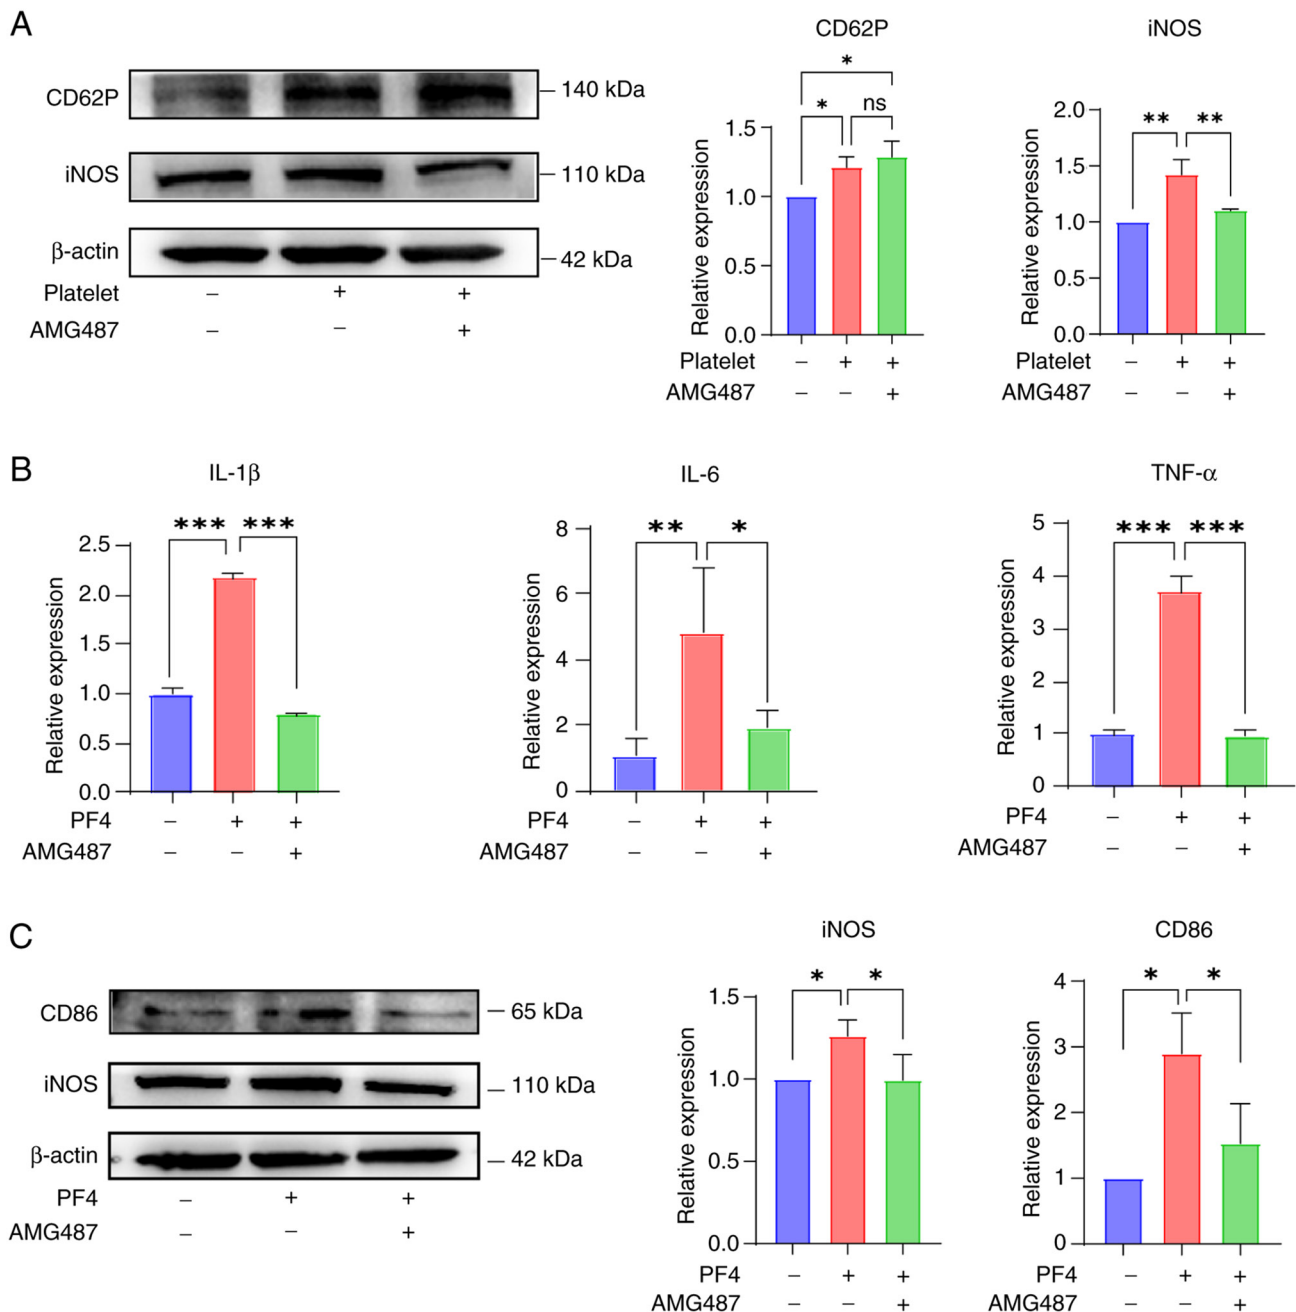 A
CD62P
140 kDa
iNOS
110 kDa
β-actin
42 kDa
Platelet – + +
AMG487 – – +
CD62P
*
* ns
Relative expression
1.5
1.0
0.5
0.0
Platelet – + +
AMG487 – – +
iNOS
** **
Relative expression
2.0
1.5
1.0
0.5
0.0
Platelet – + +
AMG487 – – +
B
IL-1β
*** ***
Relative expression
2.5
2.0
1.5
1.0
0.5
0.0
PF4 – + +
AMG487 – – +
IL-6
** *
Relative expression
8
6
4
2
0
PF4 – + +
AMG487 – – +
TNF-α
*** ***
Relative expression
5
4
3
2
1
0
PF4 – + +
AMG487 – – +
C
CD86
65 kDa
iNOS
110 kDa
β-actin
42 kDa
PF4 – + +
AMG487 – – +
iNOS
* *
Relative expression
1.5
1.0
0.5
0.0
PF4 – + +
AMG487 – – +
CD86
* *
Relative expression
4
3
2
1
0
PF4 – + +
AMG487 – – +